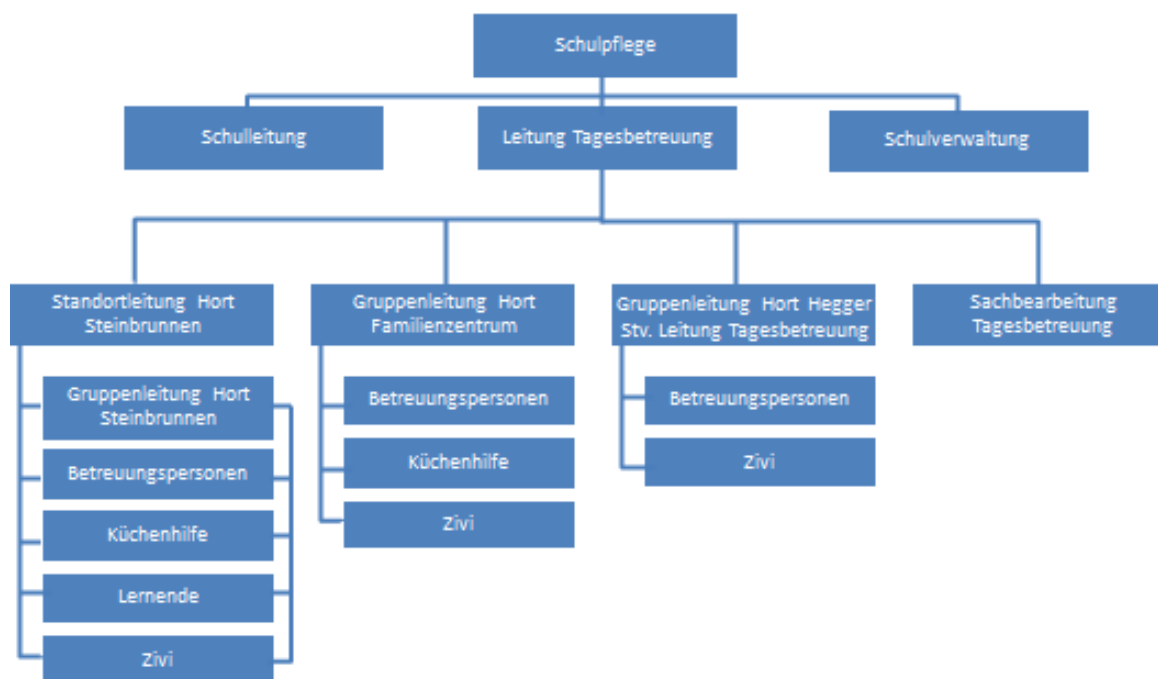 Schulpflege
Schulleitung
Leitung Tagesbetreuung
Schulverwaltung
Standortleitung Hort
Steinbrunnen
Gruppenleitung Hort
Familienzentrum
Gruppenleitung Hort Hegger
Stv. Leitung Tagesbetreuung
Sachbearbeitung
Tagesbetreuung
Gruppenleitung Hort
Steinbrunnen
Betreuungspersonen
Küchenhilfe
Lernende
Zivi
Betreuungspersonen
Küchenhilfe
Zivi
Betreuungspersonen
Zivi